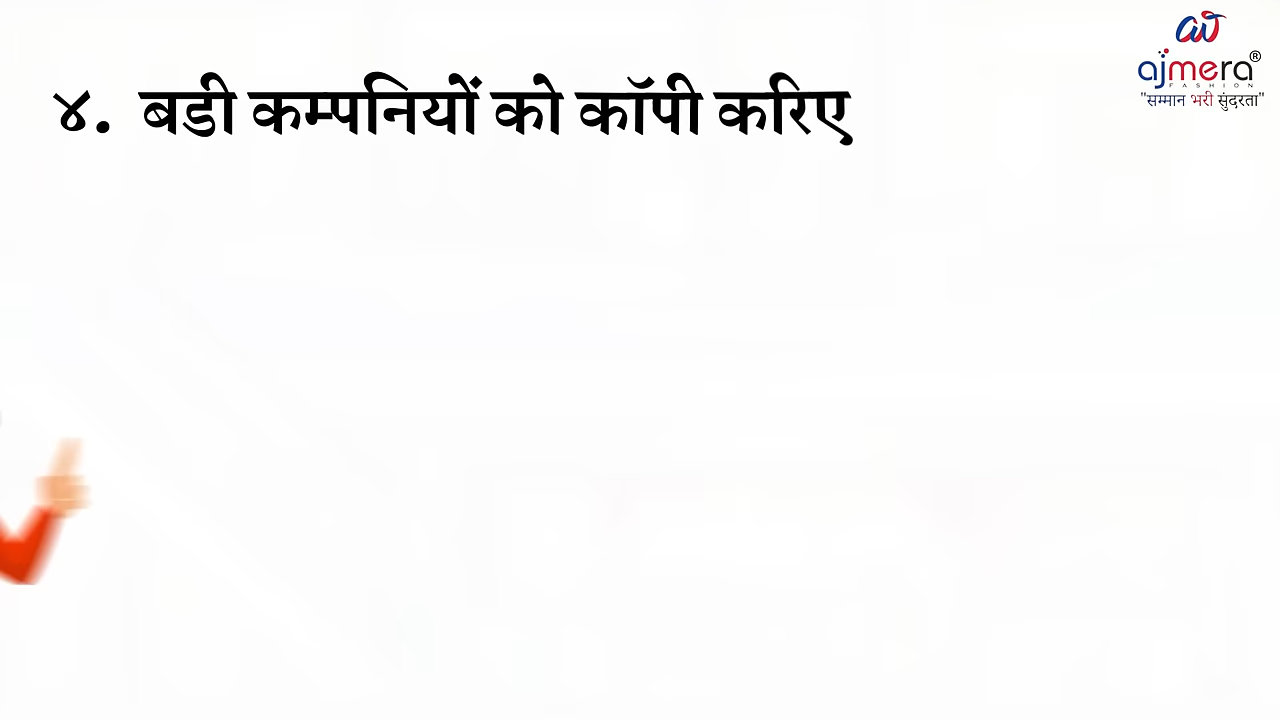 ४. बडी कम्पनियों को कॉपी करिए
ajmera®
FASHION
"सम्मान भरी सुंदरता"